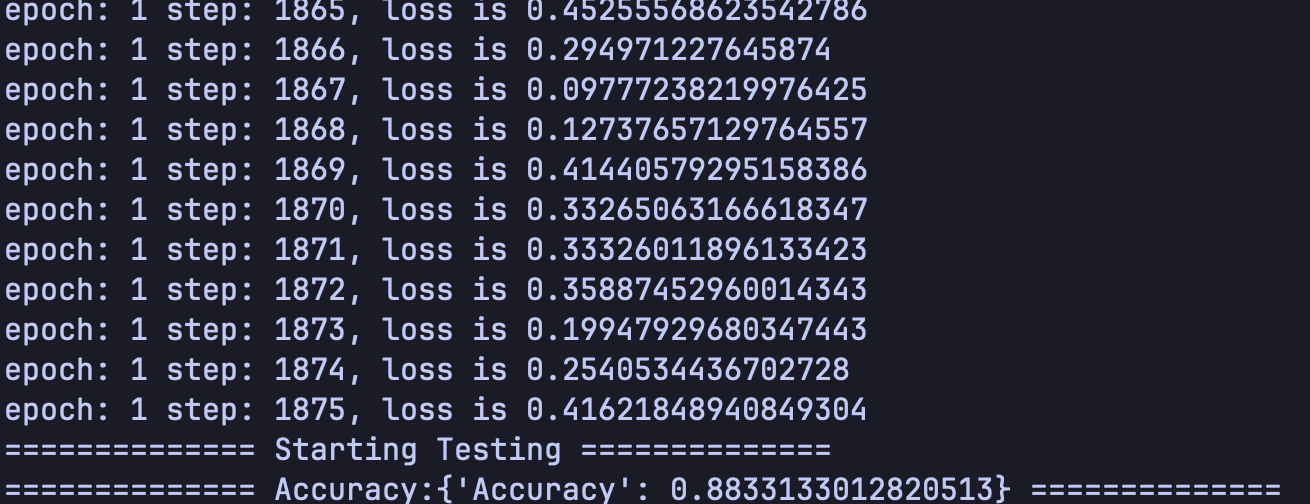 epoch: 1 step: 1865, loss is 0.45255568623542786
epoch: 1 step: 1866, loss is 0.294971227645874
epoch: 1 step: 1867, loss is 0.09777238219976425
epoch: 1 step: 1868, loss is 0.12737657129764557
epoch: 1 step: 1869, loss is 0.41440579295158386
epoch: 1 step: 1870, loss is 0.33265063166618347
epoch: 1 step: 1871, loss is 0.33326011896133423
epoch: 1 step: 1872, loss is 0.35887452960014343
epoch: 1 step: 1873, loss is 0.19947929680347443
epoch: 1 step: 1874, loss is 0.2540534436702728
epoch: 1 step: 1875, loss is 0.41621848940849304
============== Starting Testing ==============
============== Accuracy:{'Accuracy': 0.8833133012820513} ==============